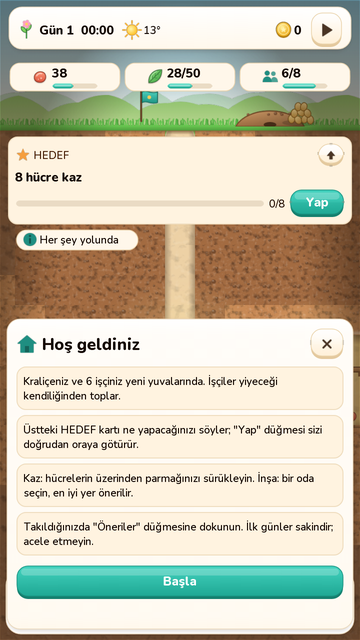 Gün 1 00:00 13° 0
38 28/50 6/8
HEDEF
8 hücre kaz
0/8 Yap
Her şey yolunda
Hoş geldiniz
Kraliçeniz ve 6 işçiniz yeni yuvalarında. İşçiler yiyeceği
kendiliğinden toplar.
Üstteki HEDEF kartı ne yapacağınızı söyler; "Yap" düğmesi sizi
doğrudan oraya götürür.
Kaz: hücrelerin üzerinden parmağınızı sürükleyin. İnşa: bir oda
seçin, en iyi yer önerilir.
Takıldığınızda "Öneriler" düğmesine dokunun. İlk günler sakindir;
acele etmeyin.
Başla